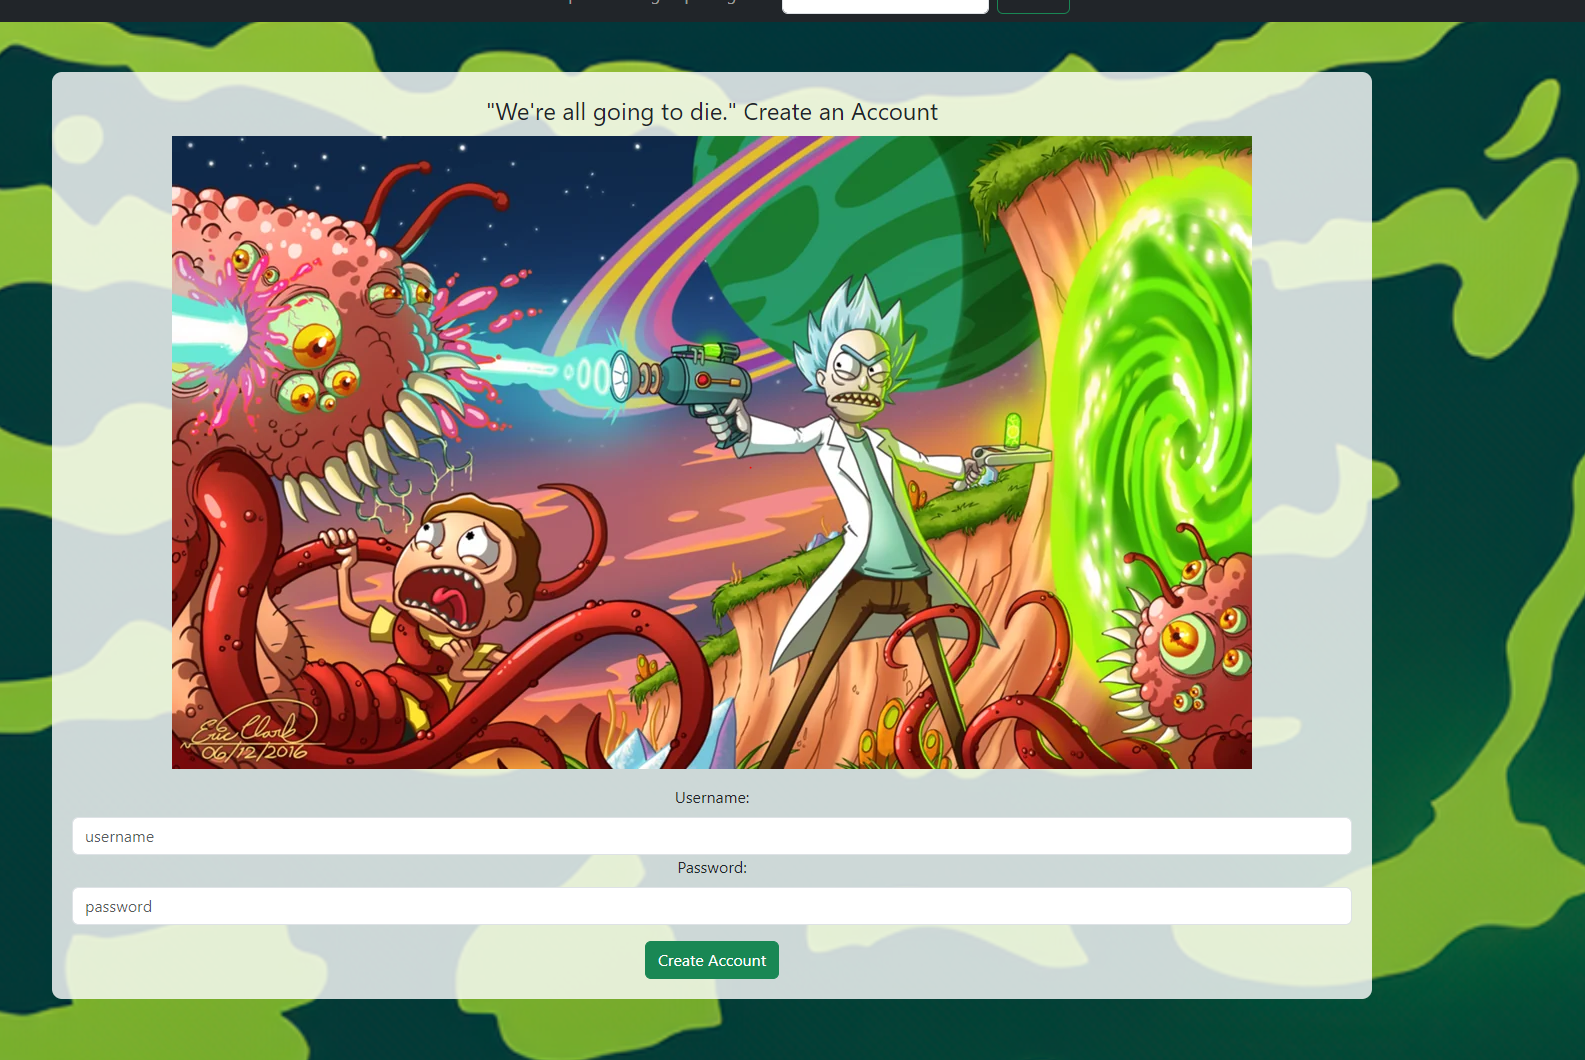 "We're all going to die." Create an Account
Eric Clark
06/12/2016
Username:
username
Password:
password
Create Account